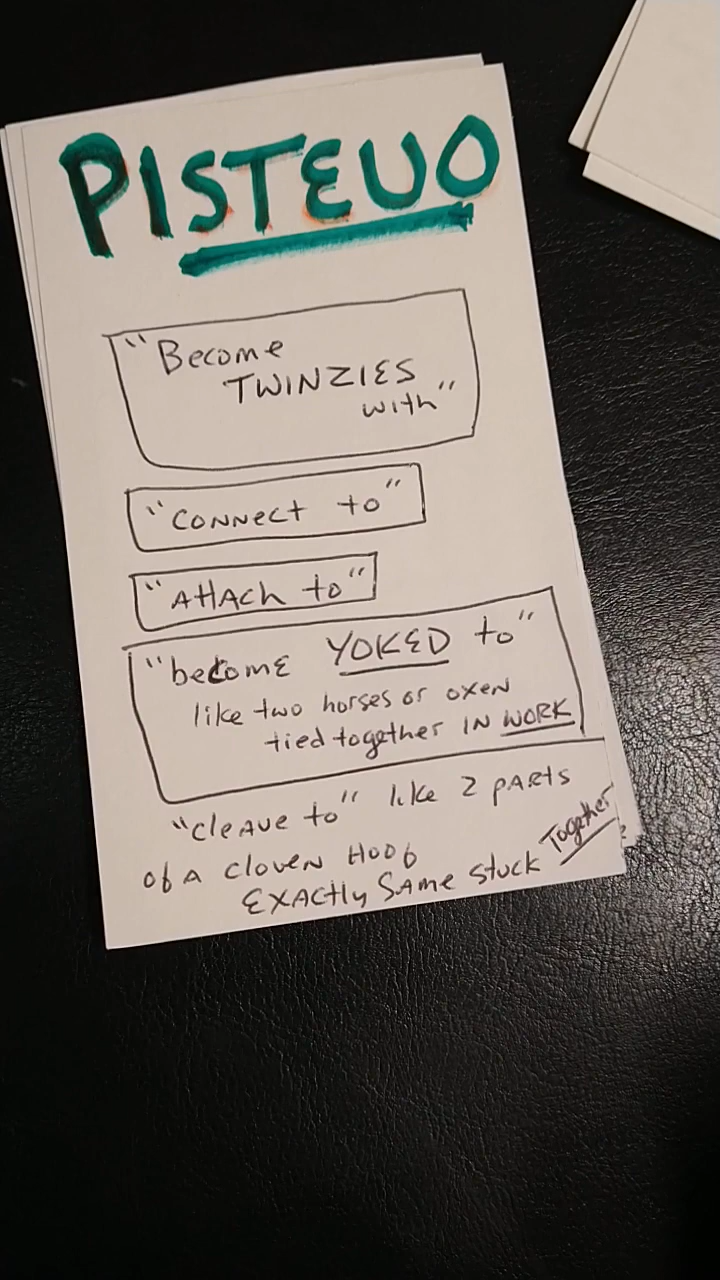 PISTEUO
"Become
TWINZIES
with"
"CONNECT to"
"Attach to"
"become YOKED to"
like two horses or oxen
tied together IN WORK
"cleave to" like 2 parts
of a cloven Hoof
EXACtly SAme Stuck Together